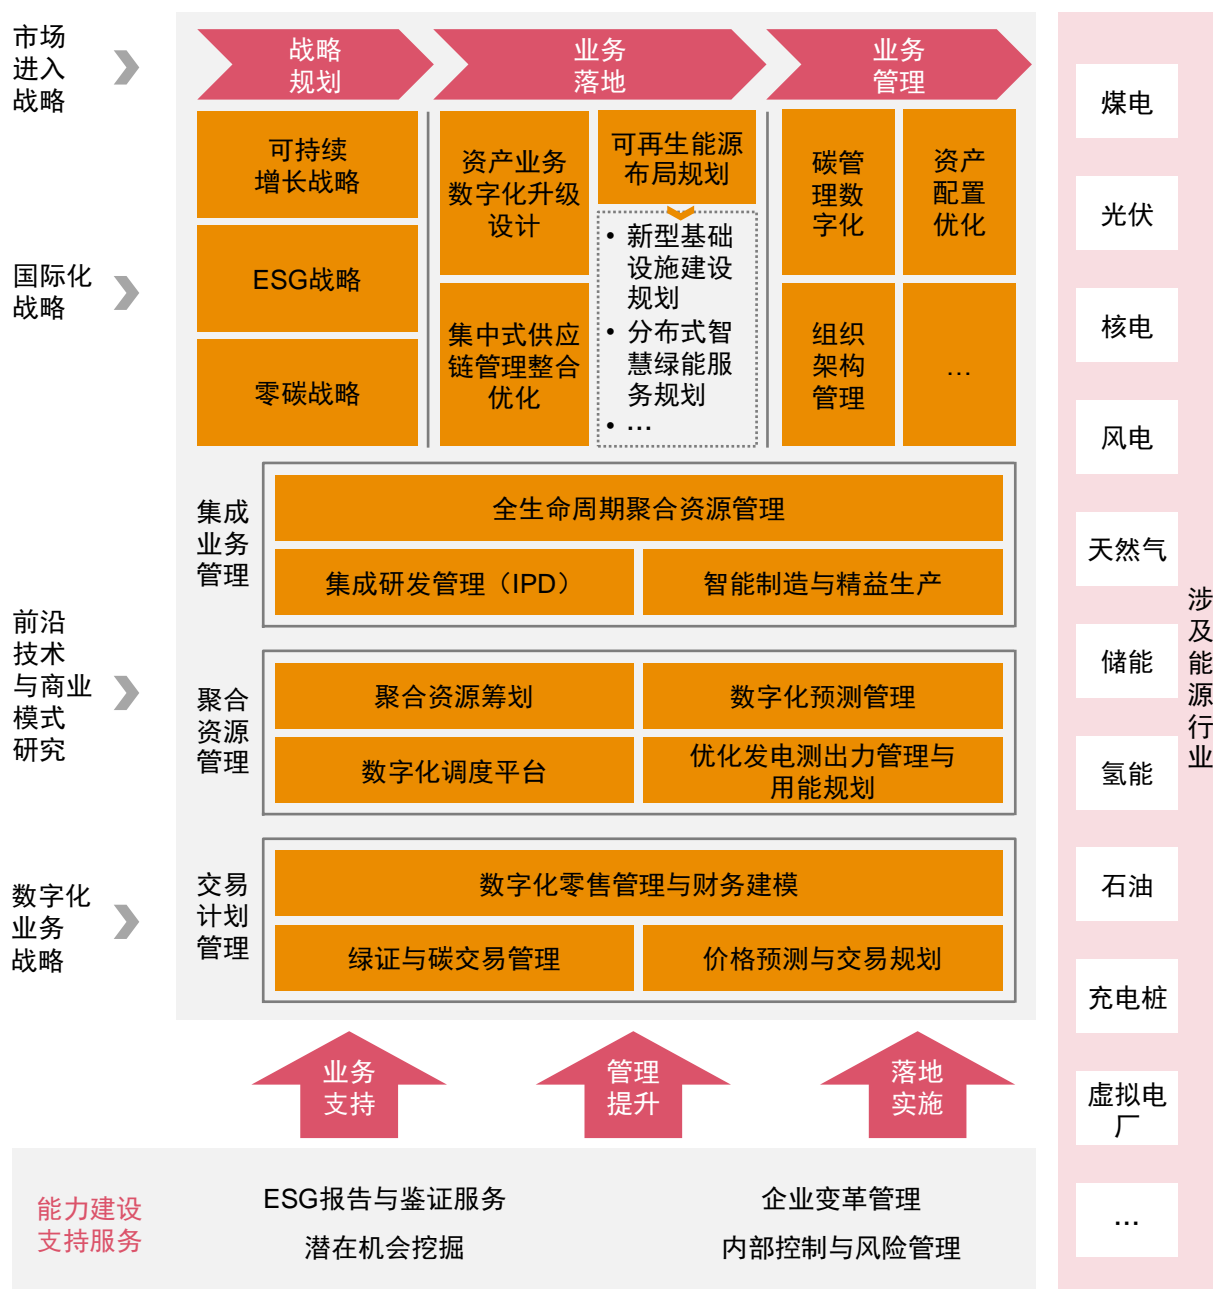 市场
进入
战略
国际化
战略
前沿
技术
与商业
模式
研究
数字化
业务
战略
战略
规划
业务
落地
业务
管理
可持续
增长战略
ESG战略
零碳战略
资产业务
数字化升级
设计
集中式供应
链管理整合
优化
可再生能源
布局规划
• 新型基础
设施建设
规划
• 分布式智
慧绿能服
务规划
• …
碳管
理数
字化
资产
配置
优化
组织
架构
管理
…
集成
业务
管理
全生命周期聚合资源管理
集成研发管理（IPD）
智能制造与精益生产
聚合
资源
管理
聚合资源筹划
数字化预测管理
数字化调度平台
优化发电测出力管理与
用能规划
交易
计划
管理
数字化零售管理与财务建模
绿证与碳交易管理
价格预测与交易规划
业务
支持
管理
提升
落地
实施
能力建设
支持服务
ESG报告与鉴证服务
企业变革管理
潜在机会挖掘
内部控制与风险管理
煤电
光伏
核电
风电
天然气
储能
氢能
石油
充电桩
虚拟电
厂
…
涉及能源行业